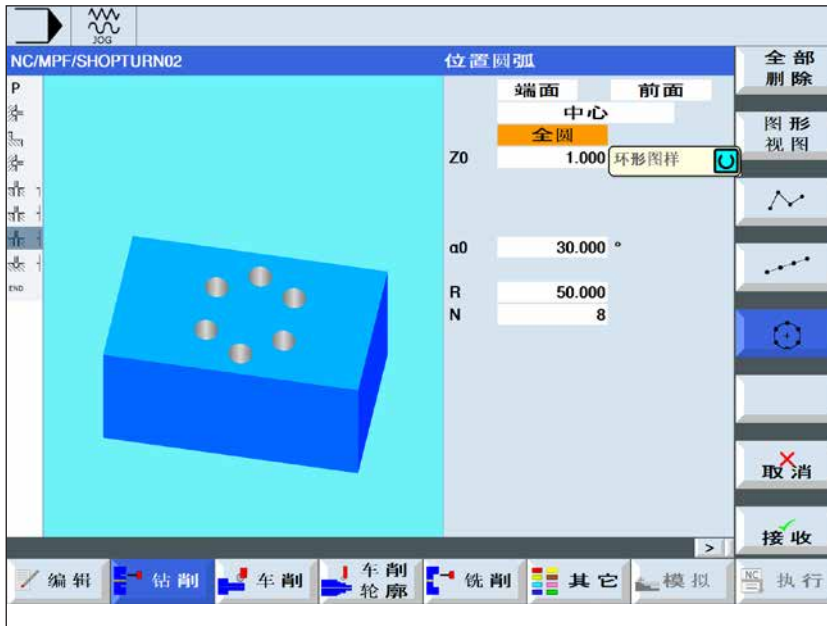 JOG
NC/MPF/SHOPTURN02
位置圆弧
P
END
端面 前面
中心
全圆
Z0 1.000 环形图样
α0 30.000 °
R 50.000
N 8
全部
删除
图形
视图
取消
接收
>
编辑
钻削
车削
车削
轮廓
铣削
其它
模拟
NC
执行